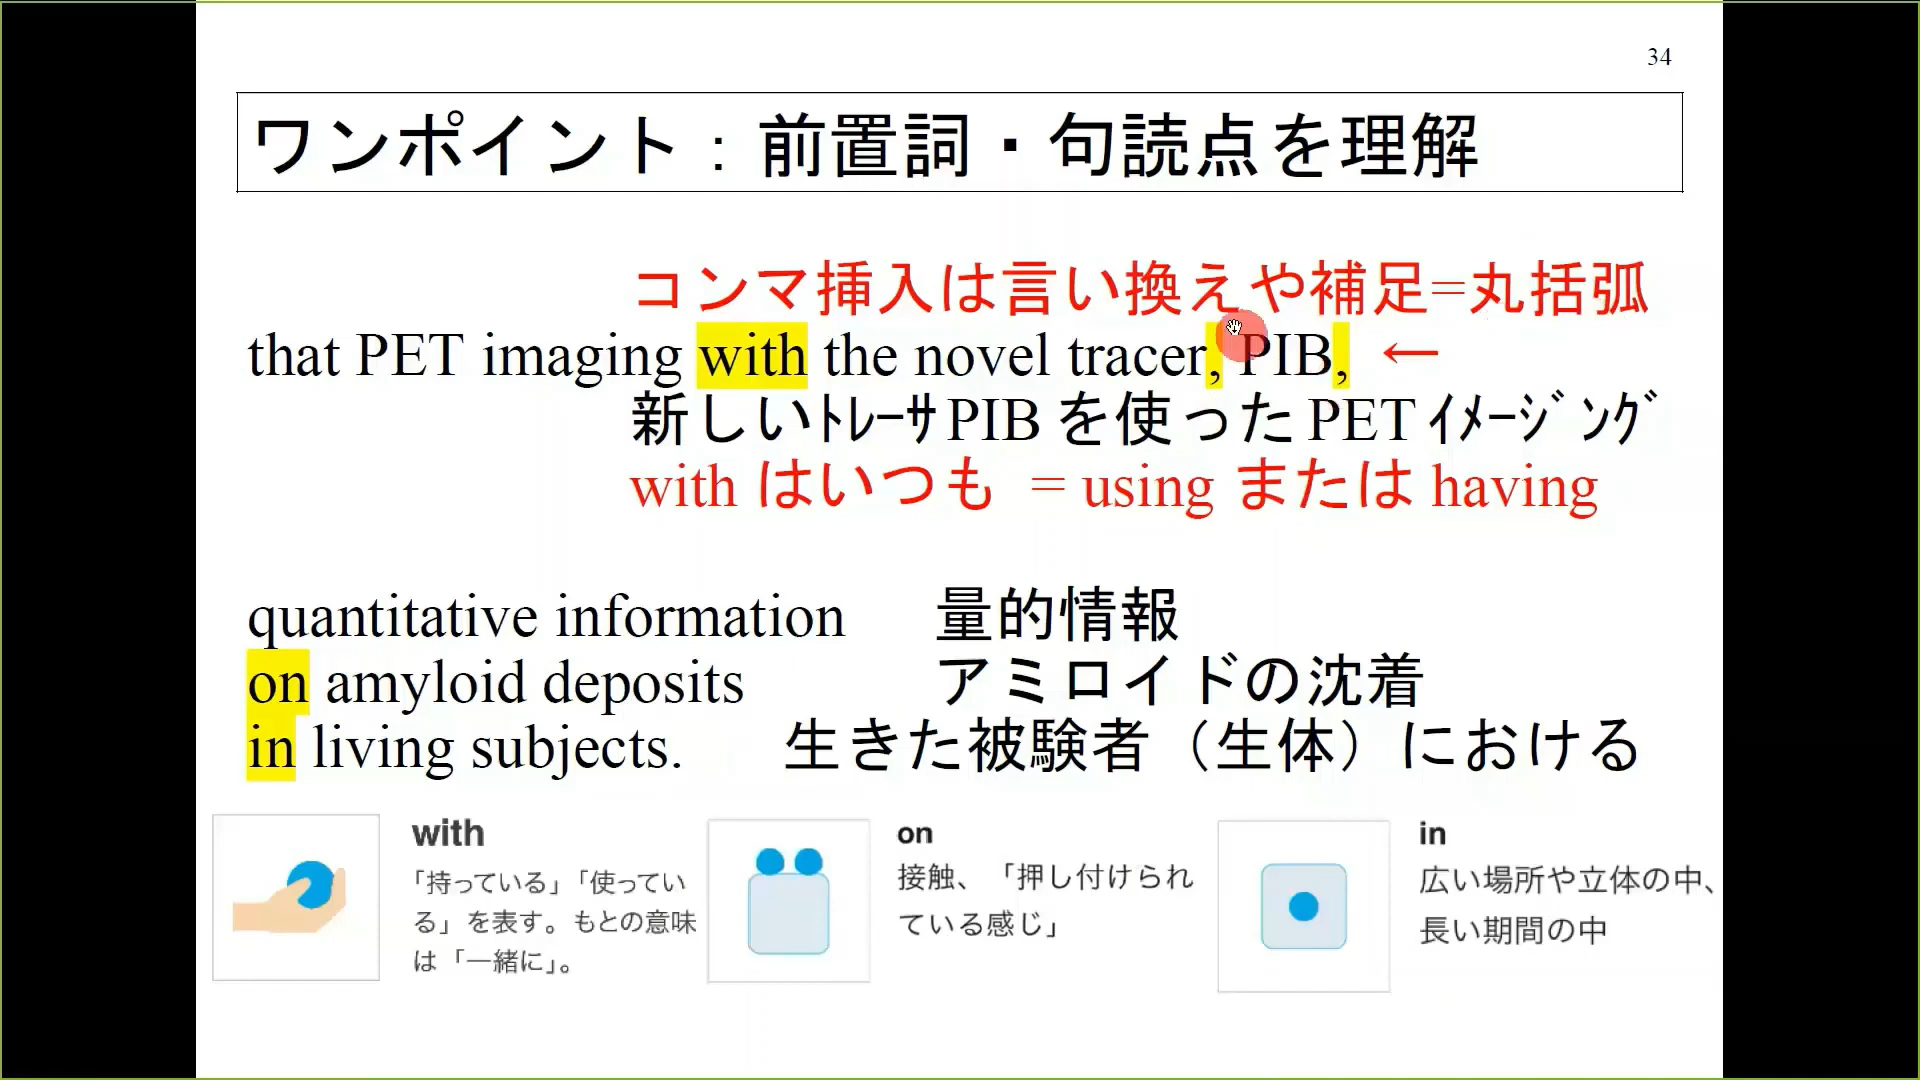 34
ワンポイント：前置詞・句読点を理解
コンマ挿入は言い換えや補足=丸括弧
that PET imaging with the novel tracer, PIB, ←
新しいﾄﾚｰｻPIBを使ったPETｲﾒｰｼﾞﾝｸﾞ
with はいつも = using または having
quantitative information 量的情報
on amyloid deposits アミロイドの沈着
in living subjects. 生きた被験者（生体）における
with
「持っている」「使ってい
る」を表す。もとの意味
は「一緒に」。
on
接触、「押し付けられ
ている感じ」
in
広い場所や立体の中、
長い期間の中